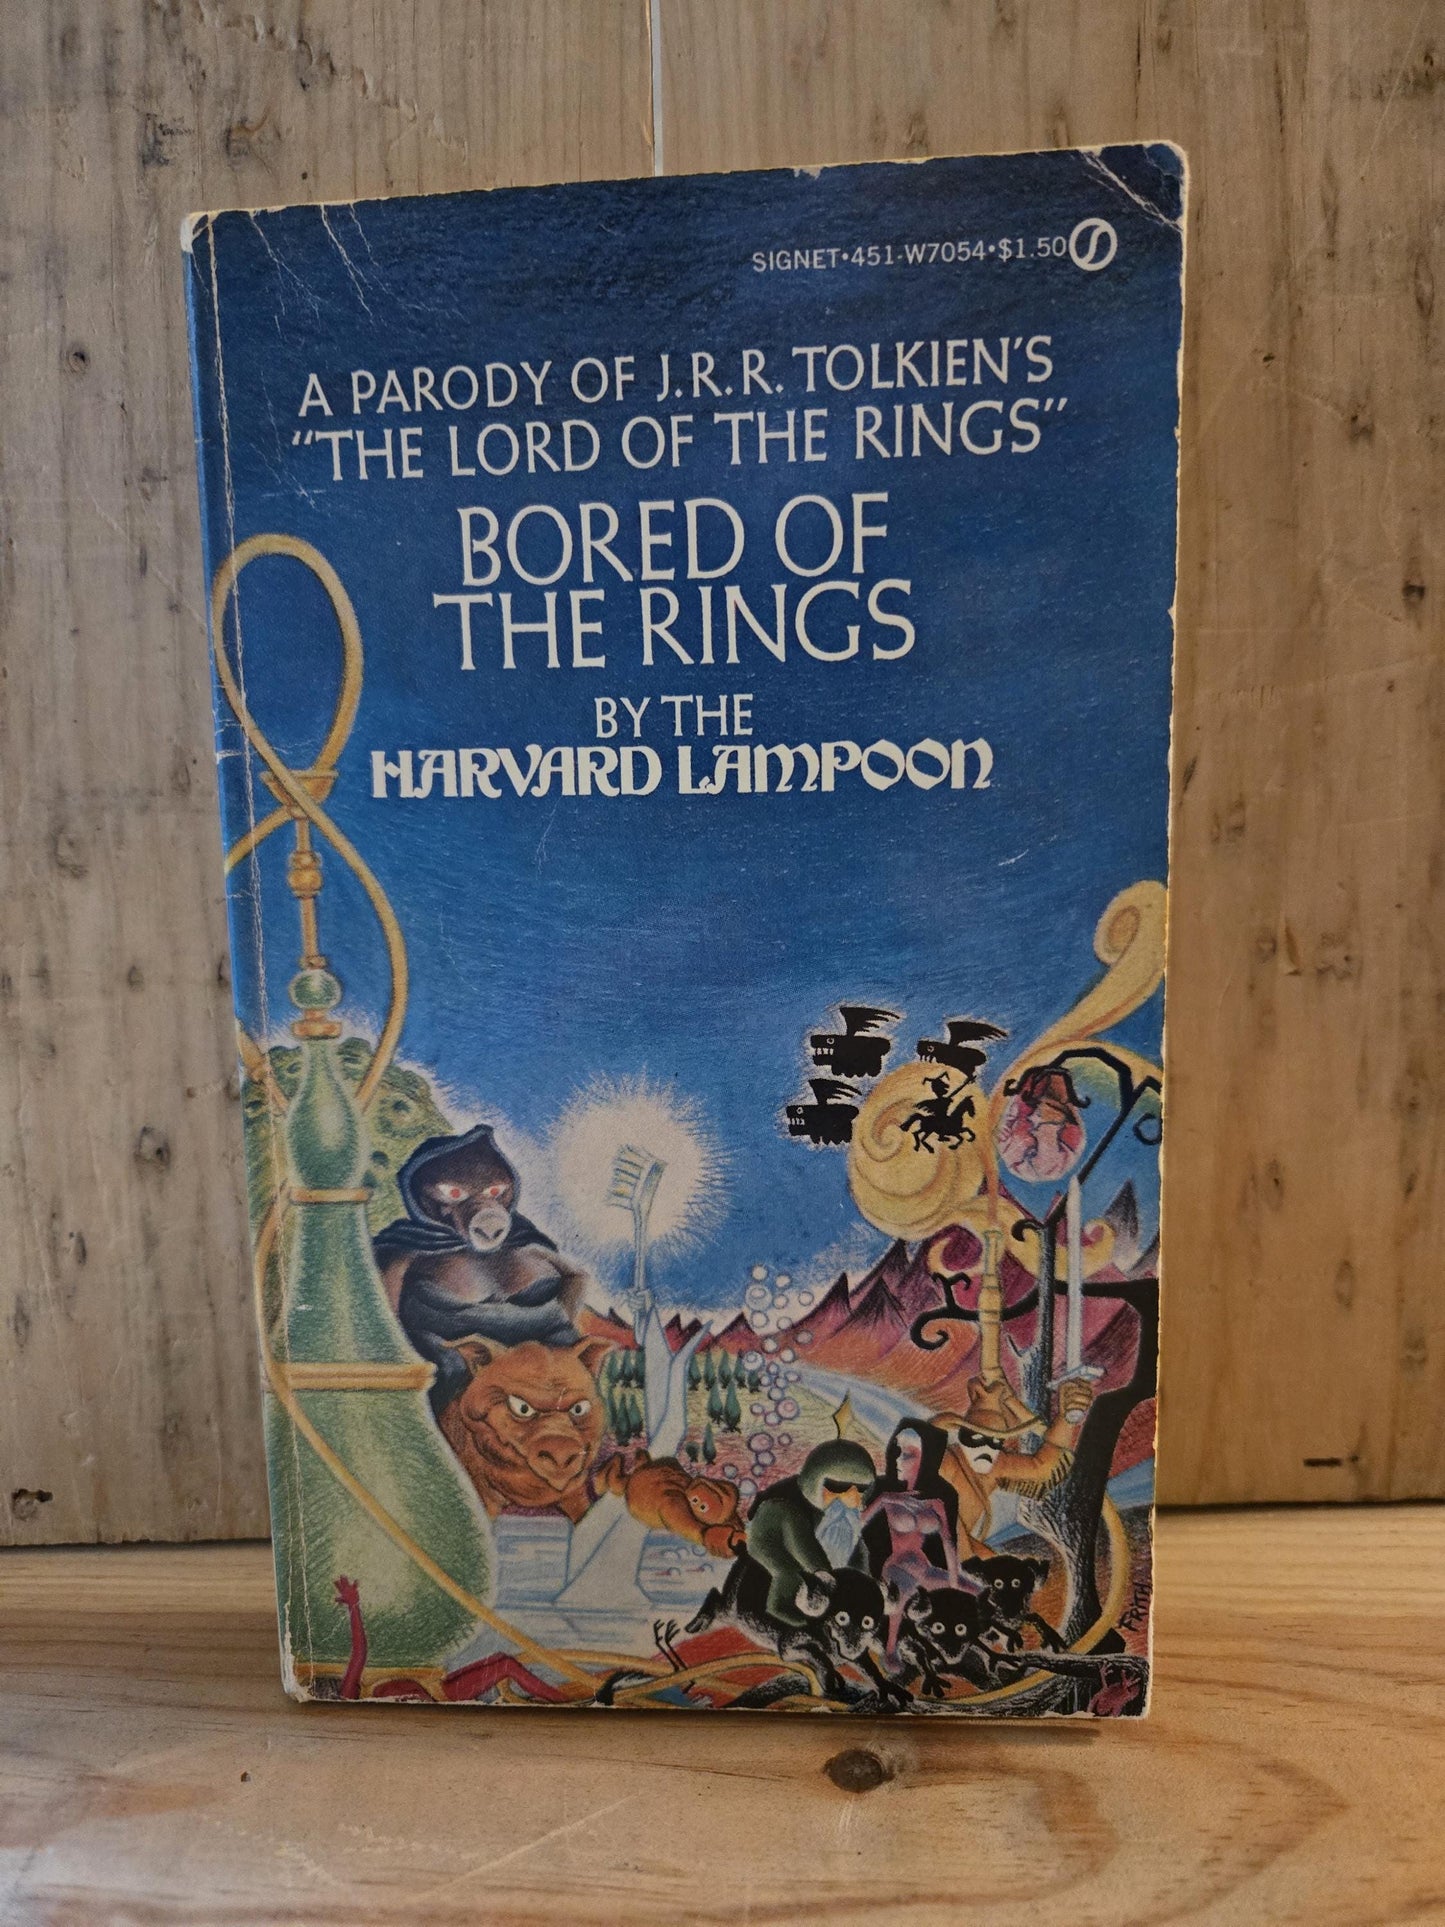 SIGNET•451-W7054•$1.50
A PARODY OF J.R.R. TOLKIEN'S
"THE LORD OF THE RINGS"
BORED OF
THE RINGS
BY THE
HARVARD LAMPOON
FRITH